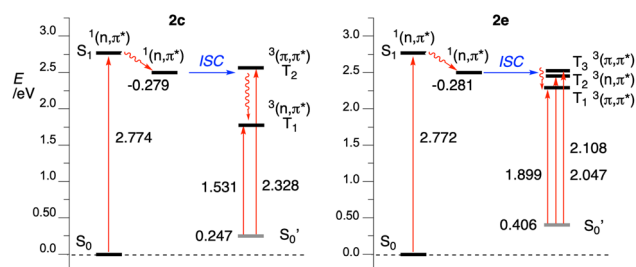 2c
E
/eV
3.0
2.5
2.0
1.5
1.0
0.50
0.0
S₁
¹(n,π*)
¹(n,π*)
-0.279
ISC
³(π,π*)
T₂
³(n,π*)
T₁
2.774
1.531
2.328
0.247
S₀'
S₀
2e
3.0
2.5
2.0
1.5
1.0
0.50
0.0
S₁
¹(n,π*)
¹(n,π*)
-0.281
ISC
T₃ ³(π,π*)
T₂ ³(n,π*)
T₁ ³(π,π*)
2.772
1.899
2.108
2.047
0.406
S₀'
S₀